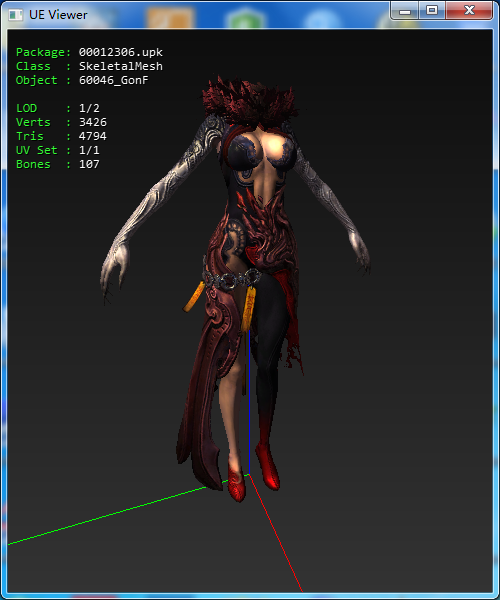 UE Viewer
Package: 00012306.upk
Class : SkeletalMesh
Object : 60046_GonF
LOD : 1/2
Verts : 3426
Tris : 4794
UV Set : 1/1
Bones : 107